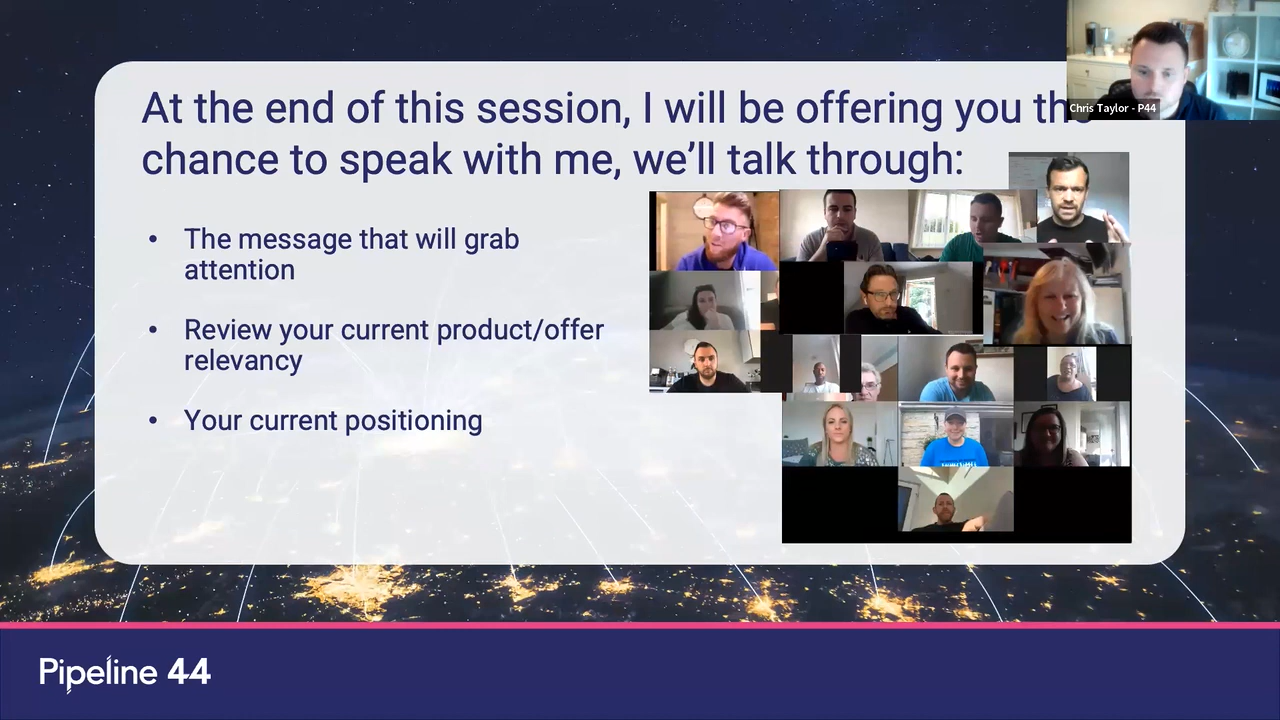 At the end of this session, I will be offering you the
chance to speak with me, we’ll talk through:
Chris Taylor - P44
• The message that will grab
attention
• Review your current product/offer
relevancy
• Your current positioning
Pipeline 44